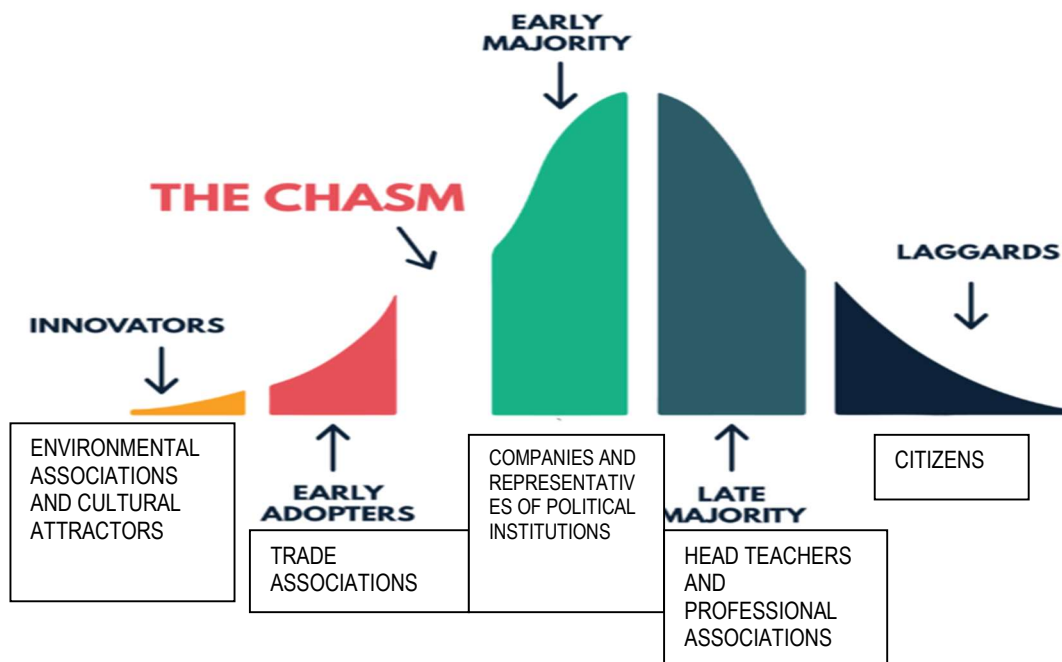 EARLY
MAJORITY
THE CHASM
LAGGARDS
INNOVATORS
ENVIRONMENTAL
ASSOCIATIONS
AND CULTURAL
ATTRACTORS
EARLY
ADOPTERS
TRADE
ASSOCIATIONS
COMPANIES AND
REPRESENTATIV
ES OF POLITICAL
INSTITUTIONS
LATE
MAJORITY
HEAD TEACHERS
AND
PROFESSIONAL
ASSOCIATIONS
CITIZENS